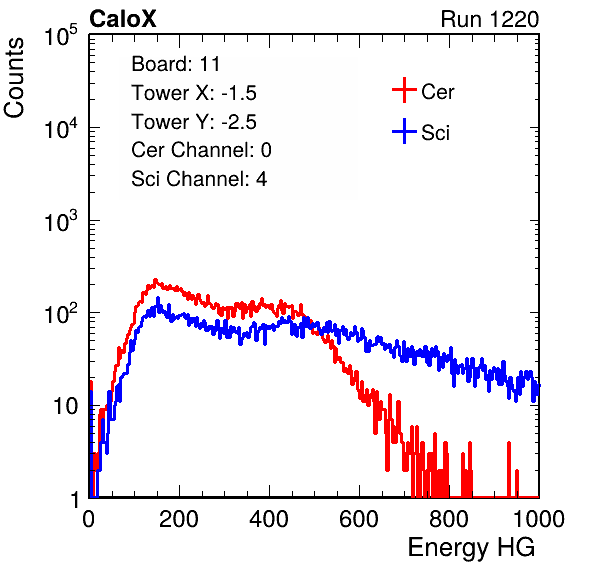 CaloX Run 1220
Counts
Board: 11
Tower X: -1.5
Tower Y: -2.5
Cer Channel: 0
Sci Channel: 4
Cer
Sci
10^5
10^4
10^3
10^2
10
1
0 200 400 600 800 1000
Energy HG